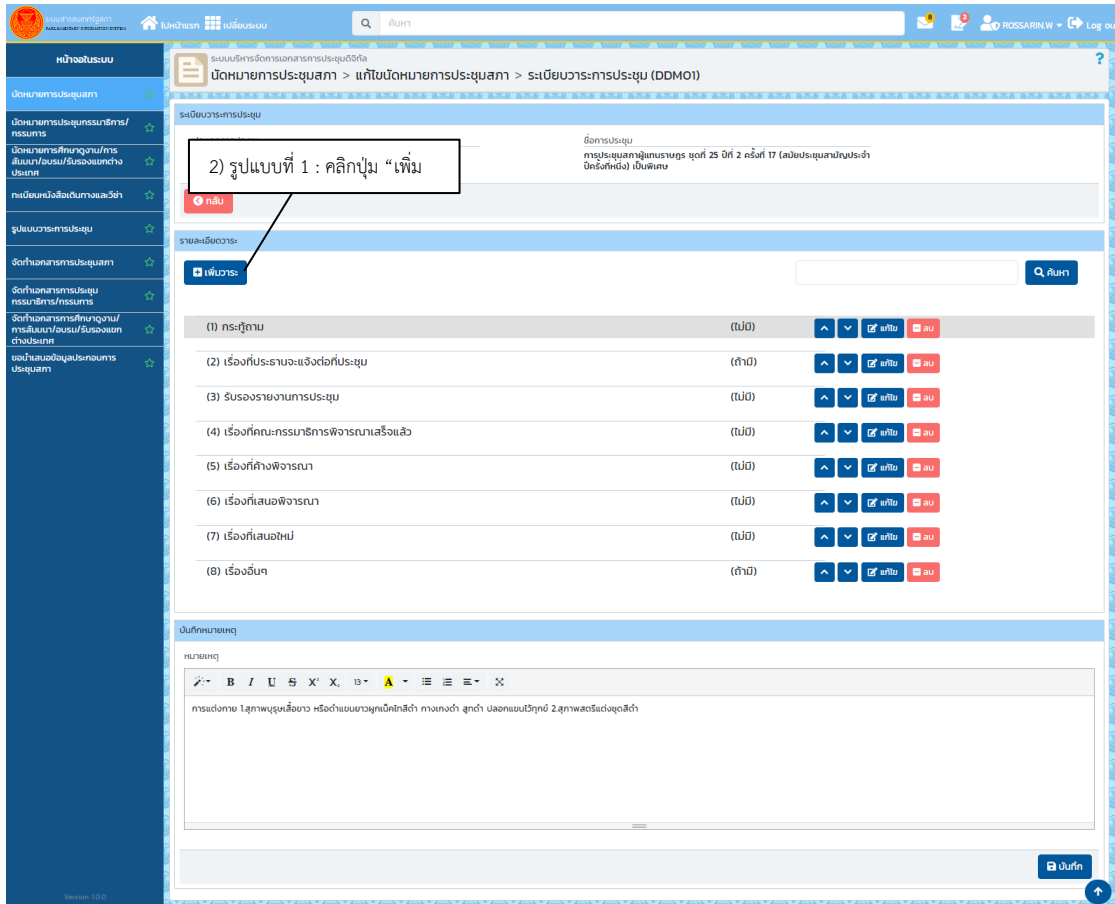 ระบบสารสนเทศรัฐสภา
PARLIAMENTARY INFORMATION SYSTEM
ไปหน้าแรก
เปลี่ยนระบบ
ค้นหา
8
2
ROSSARIN.W
Log ou
หน้าจอในระบบ
นัดหมายการประชุมสภา
นัดหมายการประชุมกรรมาธิการ/
กรรมการ
นัดหมายการศึกษาดูงาน/การ
สัมมนา/อบรม/รับรองแขกต่าง
ประเทศ
ทะเบียนหนังสือเดินทางและวีซ่า
รูปแบบวาระการประชุม
จัดทำเอกสารการประชุมสภา
จัดทำเอกสารการประชุม
กรรมาธิการ/กรรมการ
จัดทำเอกสารการศึกษาดูงาน/
การสัมมนา/อบรม/รับรองแขก
ต่างประเทศ
ขอนำเสนอข้อมูลประกอบการ
ประชุมสภา
Version 1.0.0
ระบบบริหารจัดการเอกสารการประชุมดิจิทัล
นัดหมายการประชุมสภา > แก้ไขนัดหมายการประชุมสภา > ระเบียบวาระการประชุม (DDM01)
?
ระเบียบวาระการประชุม
ชื่อการประชุม
การประชุมสภาผู้แทนราษฎร ชุดที่ 25 ปีที่ 2 ครั้งที่ 17 (สมัยประชุมสามัญประจำ
ปีครั้งที่หนึ่ง) เป็นพิเศษ
2) รูปแบบที่ 1 : คลิกปุ่ม “เพิ่ม
กลับ
รายละเอียดวาระ
เพิ่มวาระ
ค้นหา
(1) กระทู้ถาม (ไม่มี) แก้ไข ลบ
(2) เรื่องที่ประธานจะแจ้งต่อที่ประชุม (ถ้ามี) แก้ไข ลบ
(3) รับรองรายงานการประชุม (ไม่มี) แก้ไข ลบ
(4) เรื่องที่คณะกรรมาธิการพิจารณาเสร็จแล้ว (ไม่มี) แก้ไข ลบ
(5) เรื่องที่ค้างพิจารณา (ไม่มี) แก้ไข ลบ
(6) เรื่องที่เสนอพิจารณา (ไม่มี) แก้ไข ลบ
(7) เรื่องที่เสนอใหม่ (ไม่มี) แก้ไข ลบ
(8) เรื่องอื่นๆ (ถ้ามี) แก้ไข ลบ
บันทึกหมายเหตุ
หมายเหตุ
B I U S X² X₂ 13 A
การแต่งกาย 1.สุภาพบุรุษเสื้อขาว หรือดำแขนยาวผูกเน็คไทสีดำ กางเกงดำ สูทดำ ปลอกแขนไว้ทุกข์ 2.สุภาพสตรีแต่งชุดสีดำ
บันทึก